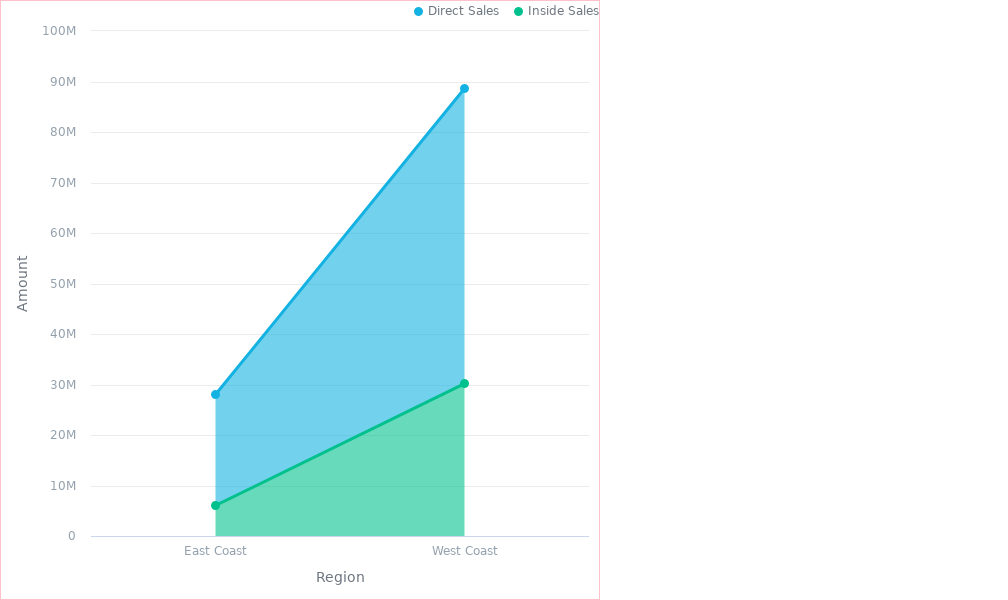 Direct Sales Inside Sales
100M
90M
80M
70M
60M
50M
40M
30M
20M
10M
0
Amount
East Coast West Coast
Region